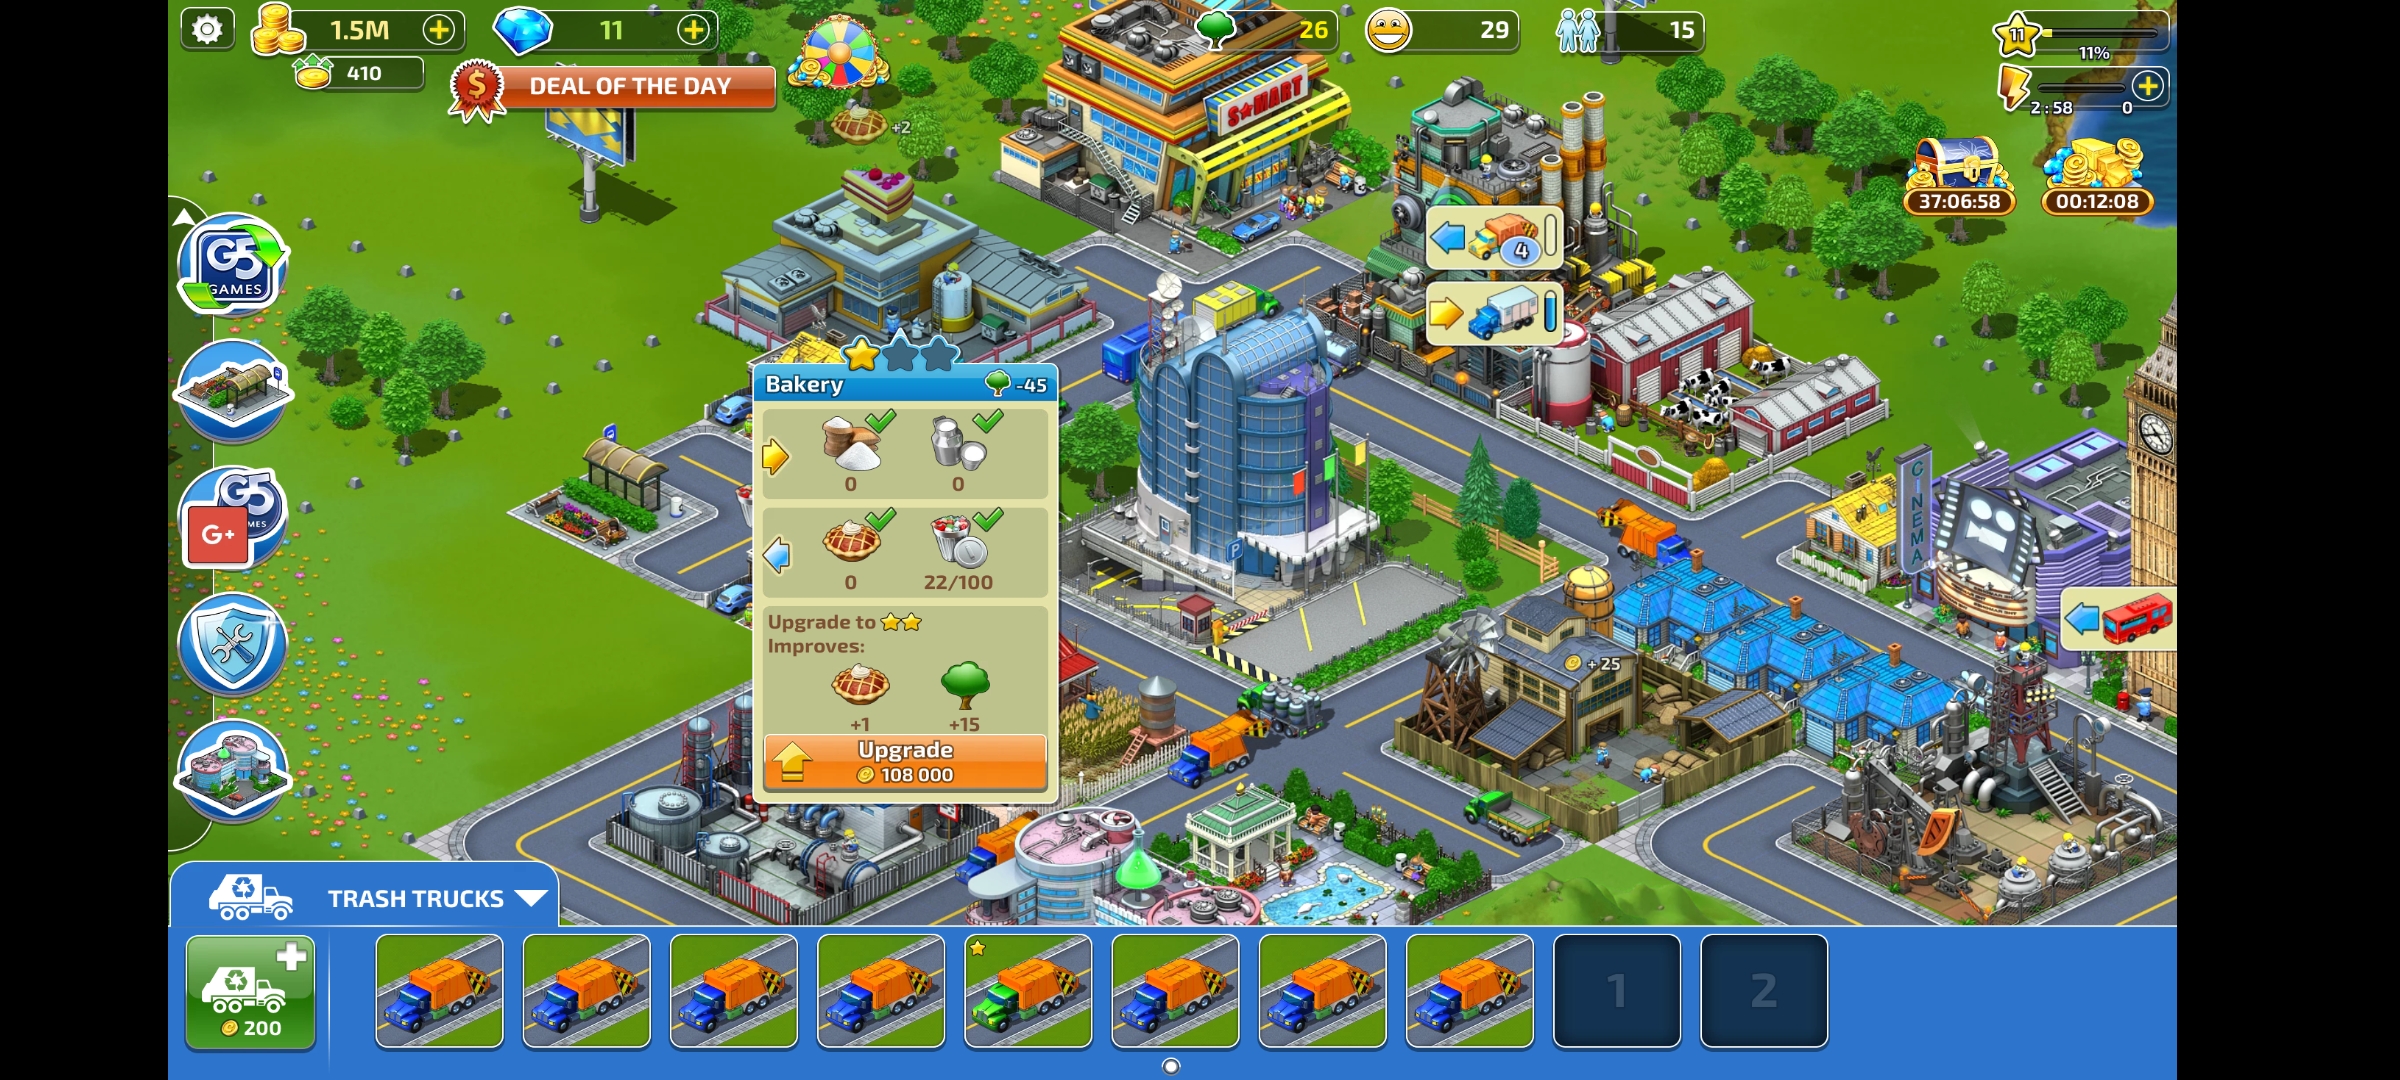 1.5M
11
26
29
15
11
11%
410
DEAL OF THE DAY
2:58
0
+2
S★MART
37:06:58
00:12:08
4
G5
GAMES
Bakery
-45
0
0
0
22/100
Upgrade to
Improves:
+1
+15
Upgrade
108 000
CINEMA
P
G5
G+
+25
TRASH TRUCKS
200
1
2